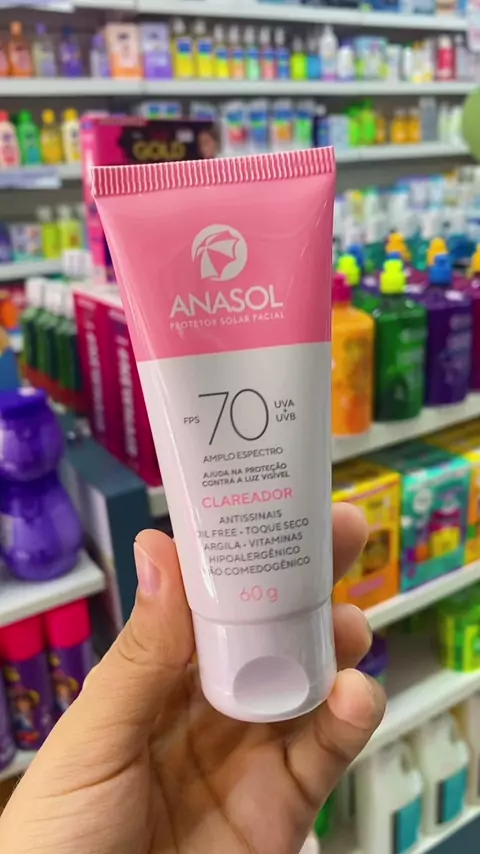 GOLD
ANASOL
PROTETOR SOLAR FACIAL
FPS 70 UVA + UVB
AMPLO ESPECTRO
AJUDA NA PROTEÇÃO
CONTRA A LUZ VISÍVEL
CLAREADOR
ANTISSINAIS
OIL FREE • TOQUE SECO
ARGILA • VITAMINAS
HIPOALERGÊNICO
NÃO COMEDOGÊNICO
60 g